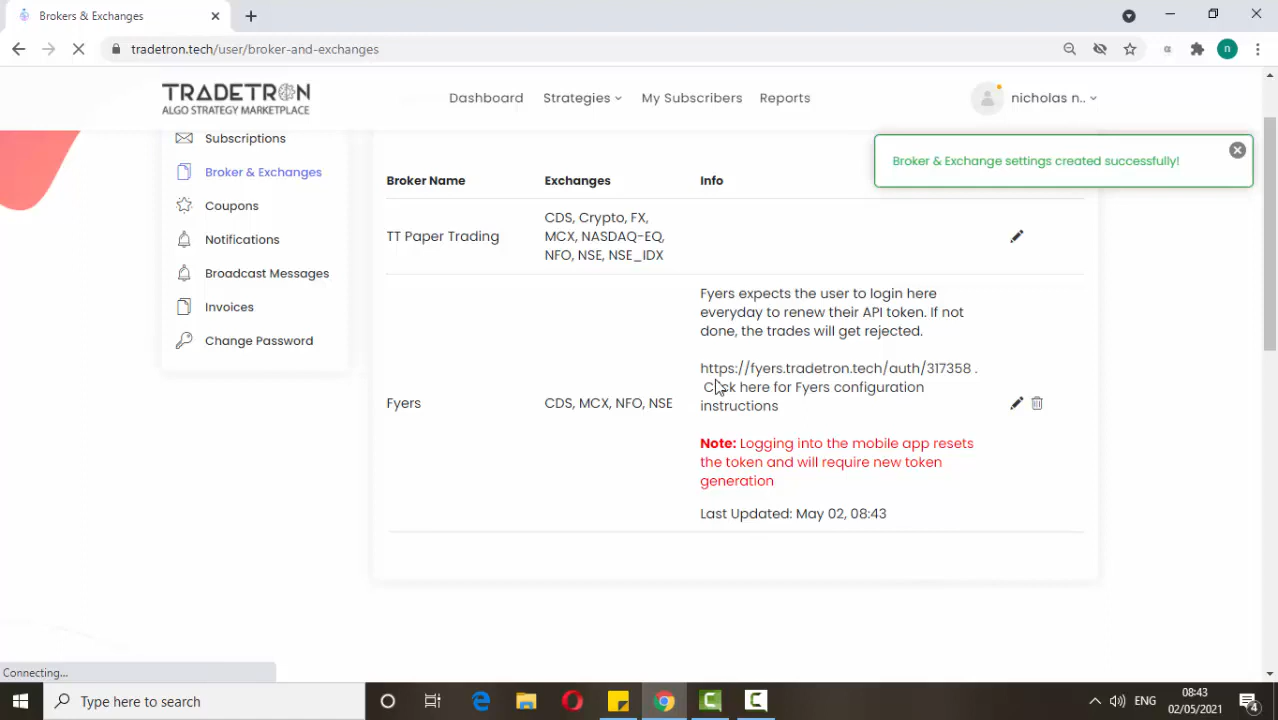 Brokers & Exchanges
tradetron.tech/user/broker-and-exchanges
n
TRADETRON
ALGO STRATEGY MARKETPLACE
Dashboard
Strategies
My Subscribers
Reports
nicholas n..
Subscriptions
Broker & Exchanges
Coupons
Notifications
Broadcast Messages
Invoices
Change Password
Broker & Exchange settings created successfully!
Broker Name
Exchanges
Info
TT Paper Trading
CDS, Crypto, FX,
MCX, NASDAQ-EQ,
NFO, NSE, NSE_IDX
Fyers
CDS, MCX, NFO, NSE
Fyers expects the user to login here
everyday to renew their API token. If not
done, the trades will get rejected.
https://fyers.tradetron.tech/auth/317358 .
Click here for Fyers configuration
instructions
Note: Logging into the mobile app resets
the token and will require new token
generation
Last Updated: May 02, 08:43
Connecting...
Type here to search
ENG
08:43
02/05/2021
4